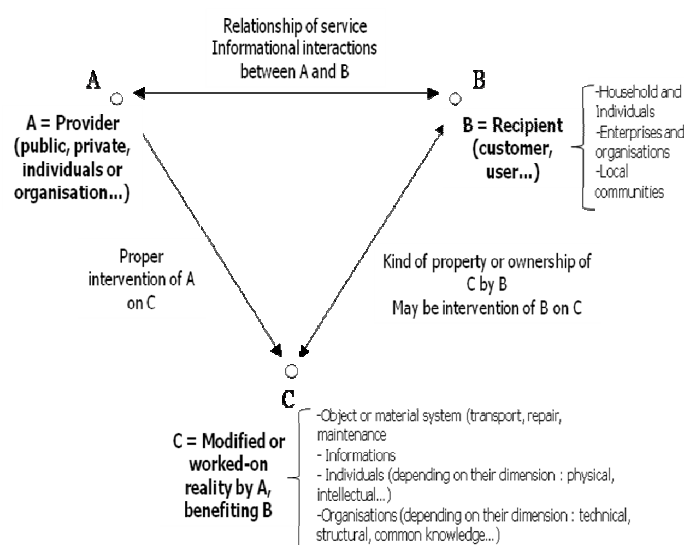 Relationship of service
Informational interactions
between A and B
A
B
A = Provider
(public, private,
individuals or
organisation...)
B = Recipient
(customer,
user...)
-Household and
Individuals
-Enterprises and
organisations
-Local
communities
Proper
intervention of A
on C
Kind of property or ownership of
C by B
May be intervention of B on C
C
C = Modified or
worked-on
reality by A,
benefiting B
-Object or material system (transport, repair,
maintenance
- Informations
- Individuals (depending on their dimension : physical,
intellectual...)
-Organisations (depending on their dimension : technical,
structural, common knowledge...)